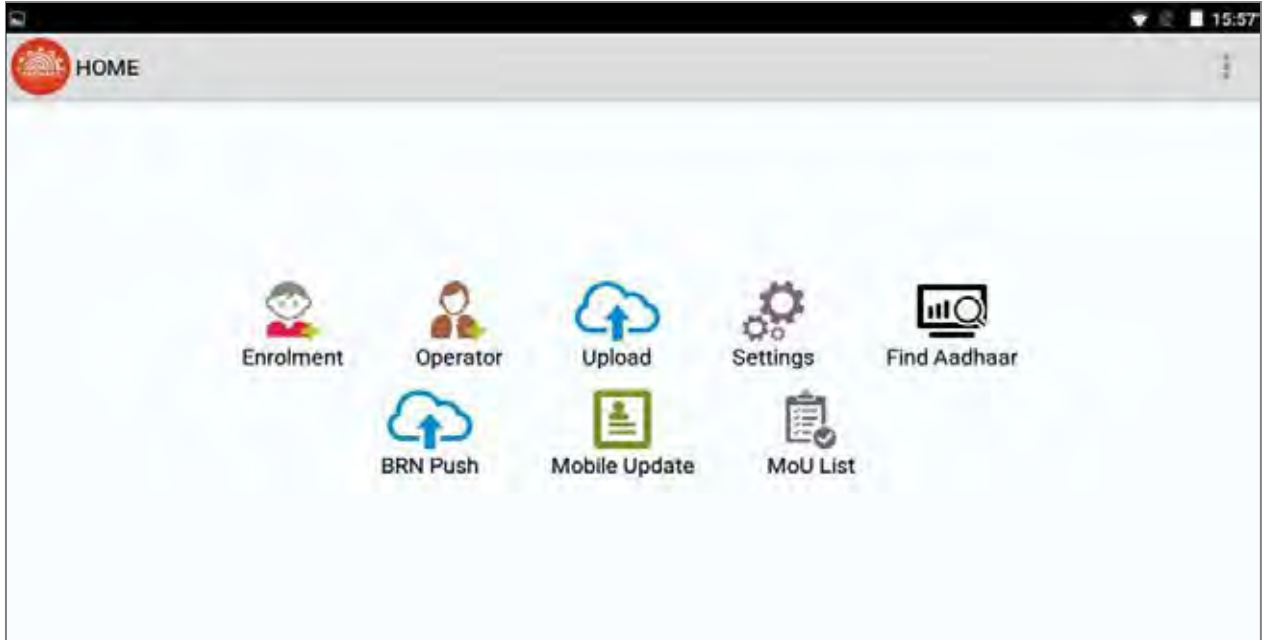 15:57
HOME
Enrolment Operator Upload Settings Find Aadhaar
BRN Push Mobile Update MoU List